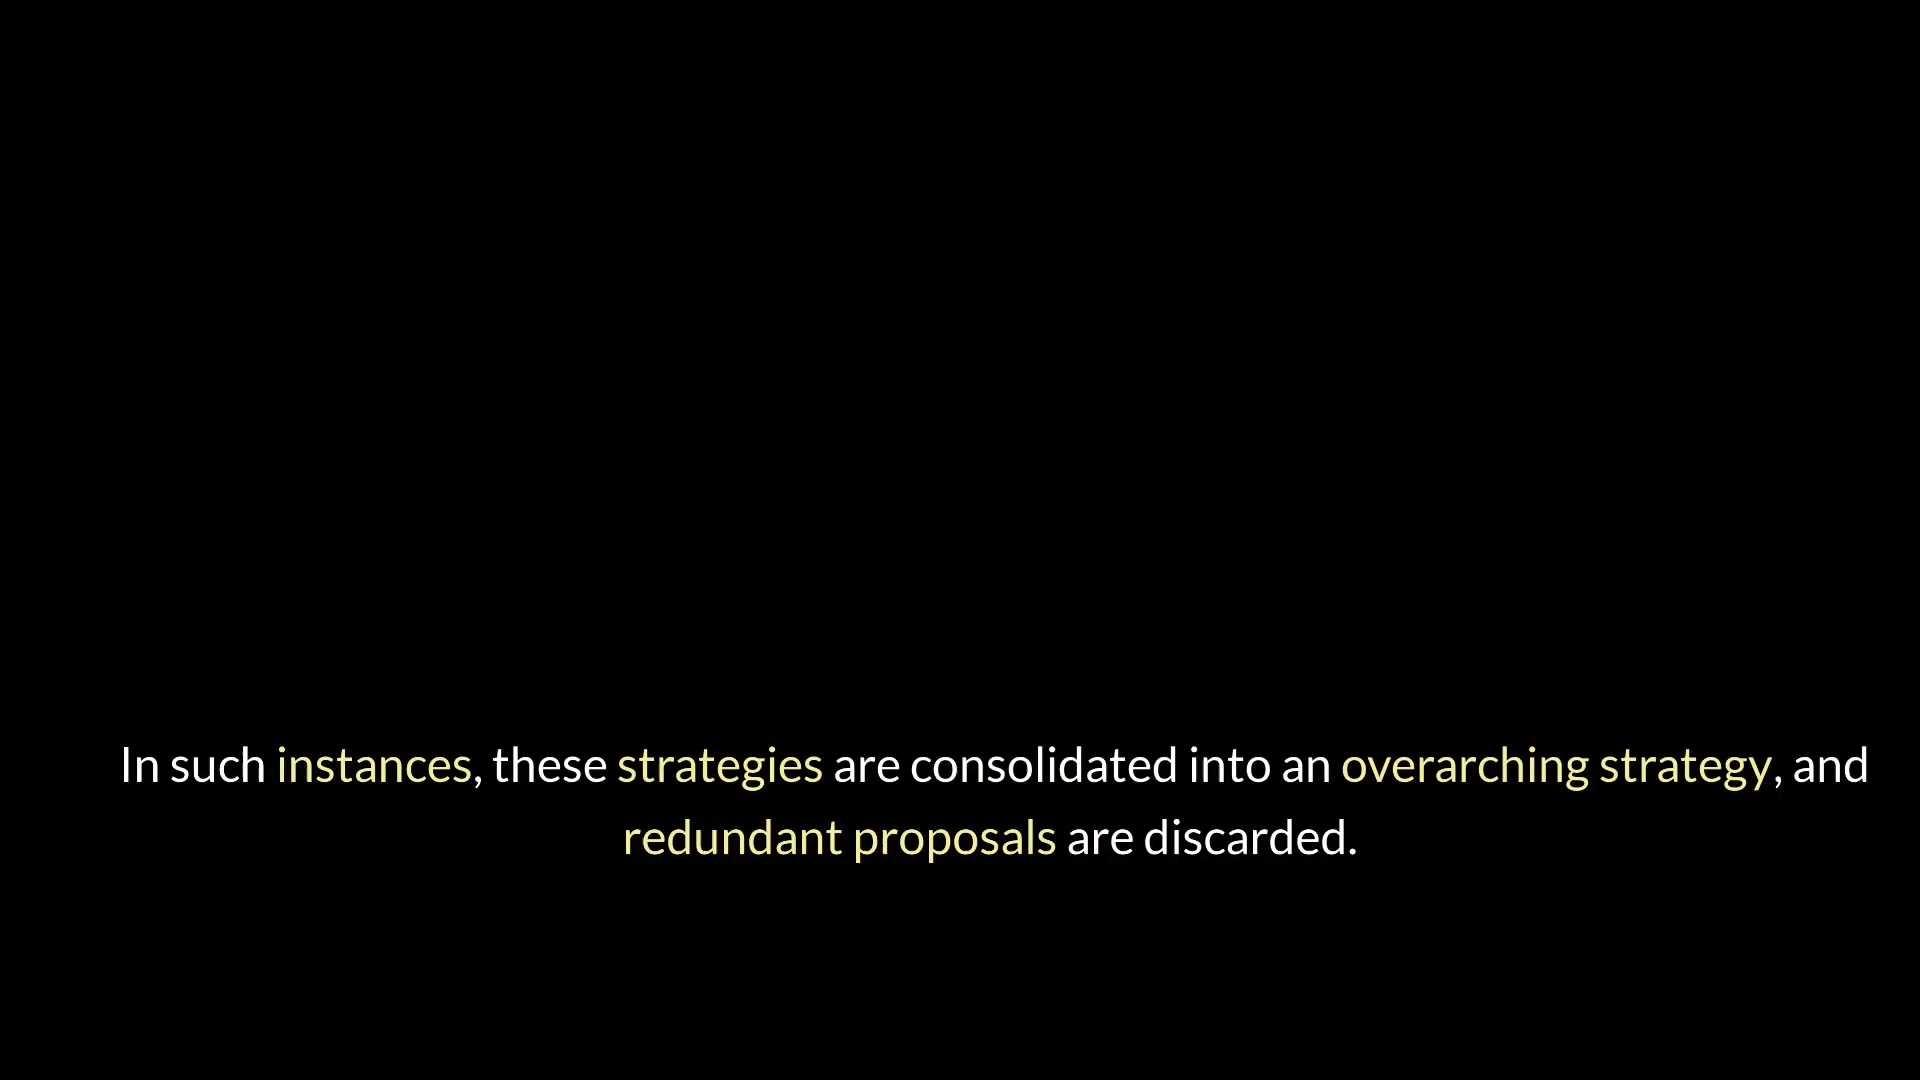 In such instances, these strategies are consolidated into an overarching strategy, and
redundant proposals are discarded.